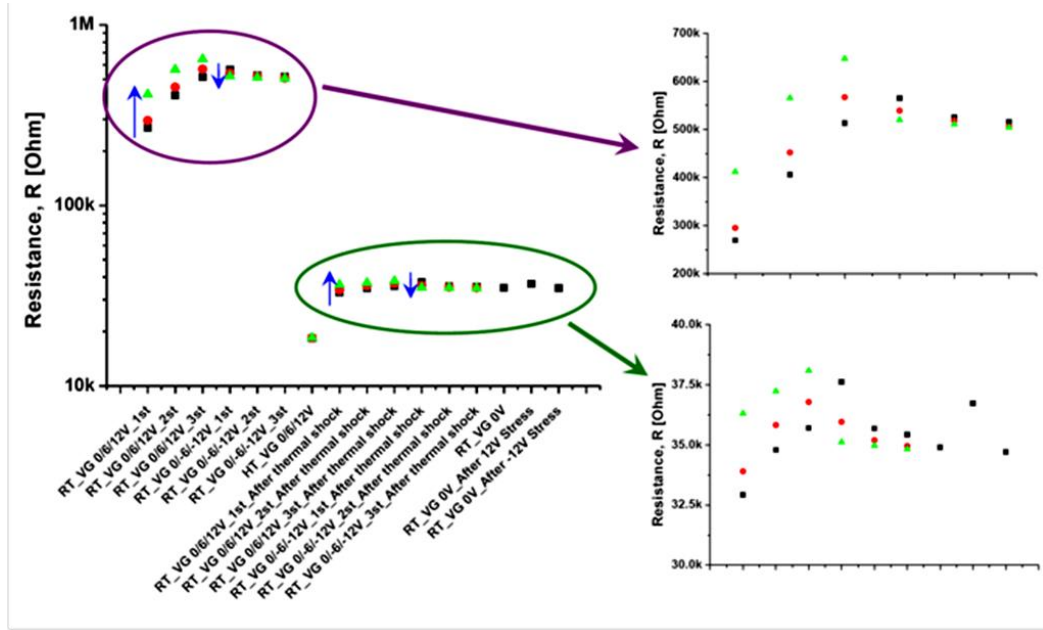 1M
100k
10k
Resistance, R [Ohm]
RT_VG 0/6/12V_1st
RT_VG 0/6/12V_2st
RT_VG 0/6/12V_3st
RT_VG 0/-6/-12V_1st
RT_VG 0/-6/-12V_2st
RT_VG 0/-6/-12V_3st
HT_VG 0/6/12V
RT_VG 0/6/12V_1st_After thermal shock
RT_VG 0/6/12V_2st_After thermal shock
RT_VG 0/6/12V_3st_After thermal shock
RT_VG 0/-6/-12V_1st_After thermal shock
RT_VG 0/-6/-12V_2st_After thermal shock
RT_VG 0/-6/-12V_3st_After thermal shock
RT_VG 0V
RT_VG 0V_After 12V Stress
RT_VG 0V_After -12V Stress
700k
600k
500k
400k
300k
200k
Resistance, R [Ohm]
40.0k
37.5k
35.0k
32.5k
30.0k
Resistance, R [Ohm]